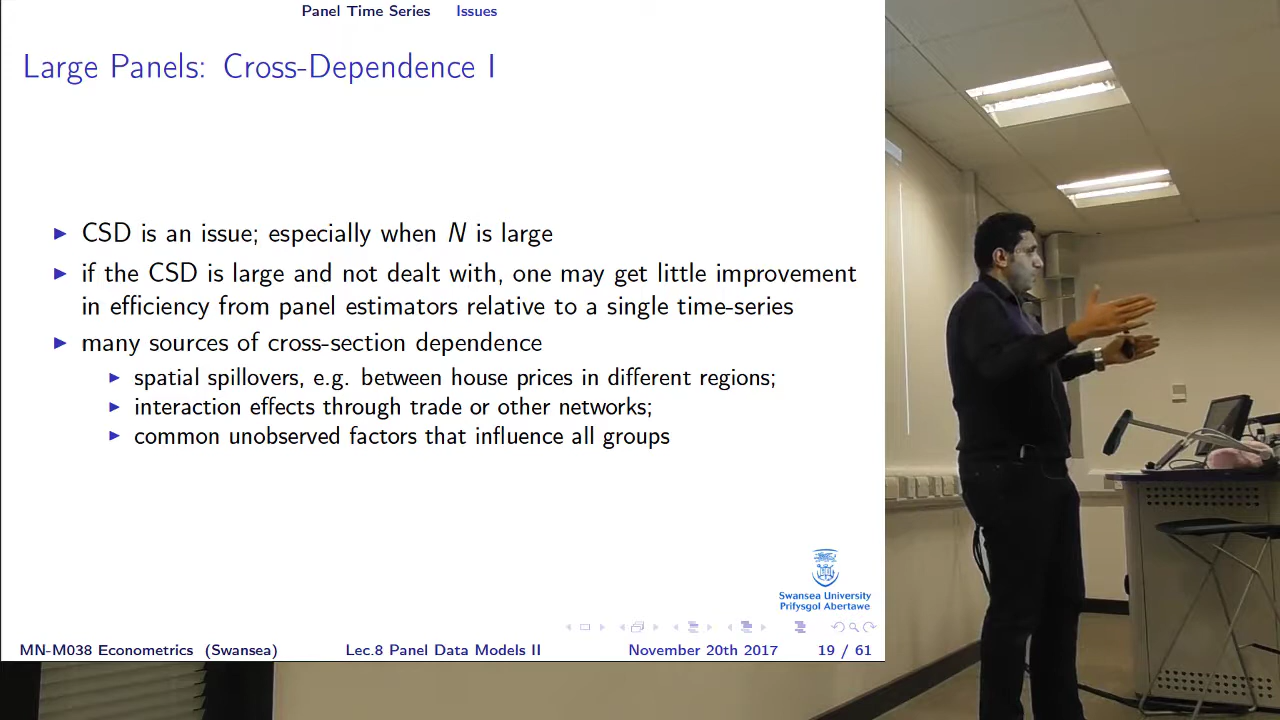 Panel Time Series Issues
Large Panels: Cross-Dependence I
CSD is an issue; especially when N is large
if the CSD is large and not dealt with, one may get little improvement
in efficiency from panel estimators relative to a single time-series
many sources of cross-section dependence
spatial spillovers, e.g. between house prices in different regions;
interaction effects through trade or other networks;
common unobserved factors that influence all groups
Swansea University
Prifysgol Abertawe
MN-M038 Econometrics (Swansea) Lec.8 Panel Data Models II November 20th 2017 19 / 61